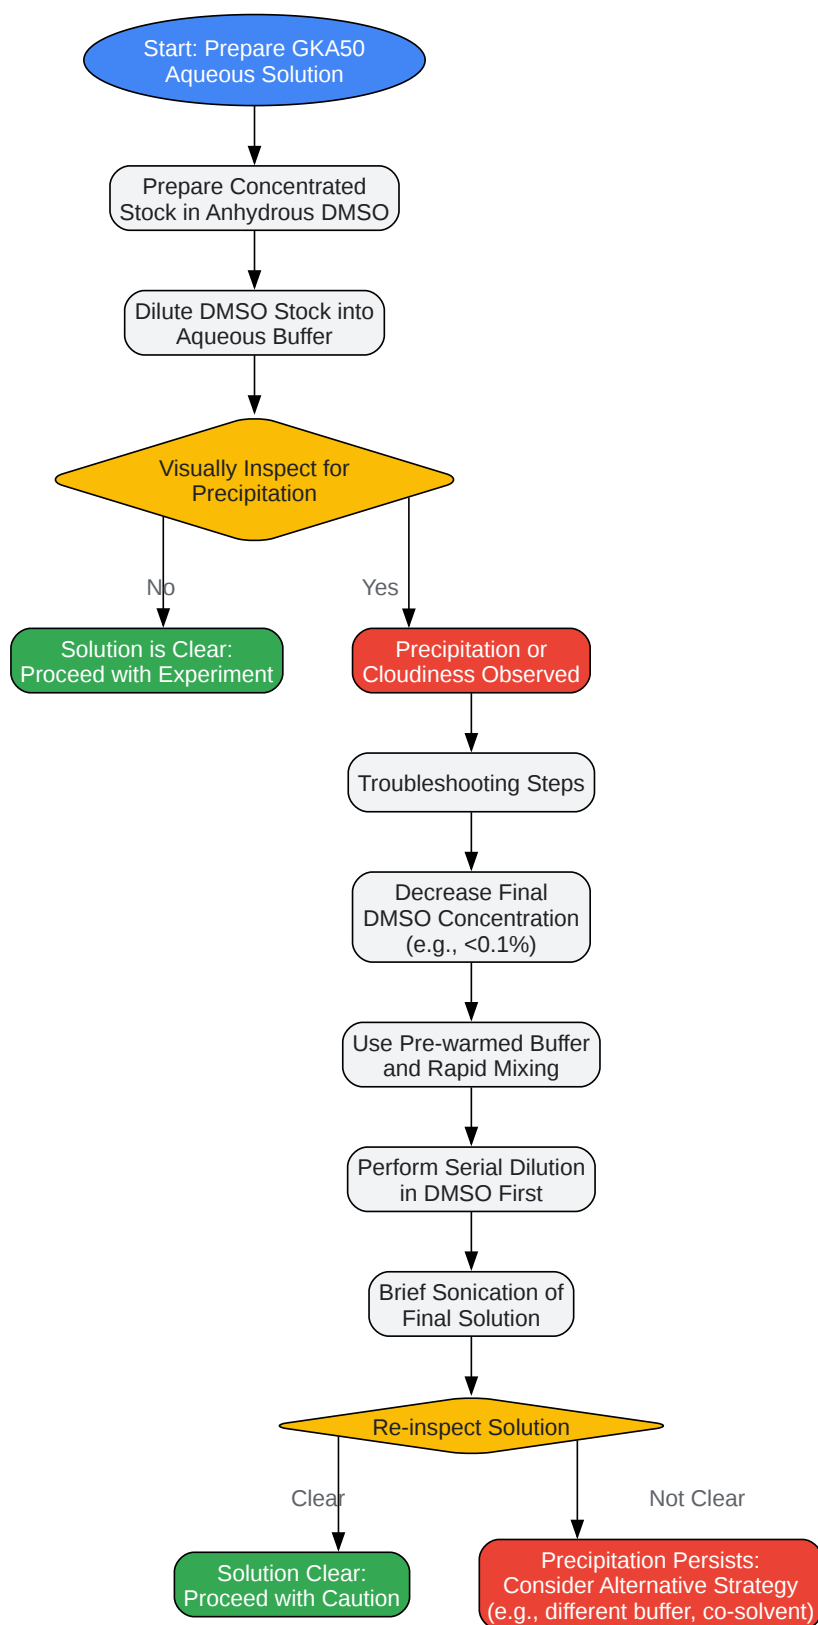 Start: Prepare GKA50
Aqueous Solution
Prepare Concentrated
Stock in Anhydrous DMSO
Dilute DMSO Stock into
Aqueous Buffer
Visually Inspect for
Precipitation
No
Yes
Solution is Clear:
Proceed with Experiment
Precipitation or
Cloudiness Observed
Troubleshooting Steps
Decrease Final
DMSO Concentration
(e.g., <0.1%)
Use Pre-warmed Buffer
and Rapid Mixing
Perform Serial Dilution
in DMSO First
Brief Sonication of
Final Solution
Re-inspect Solution
Clear
Not Clear
Solution Clear:
Proceed with Caution
Precipitation Persists:
Consider Alternative Strategy
(e.g., different buffer, co-solvent)